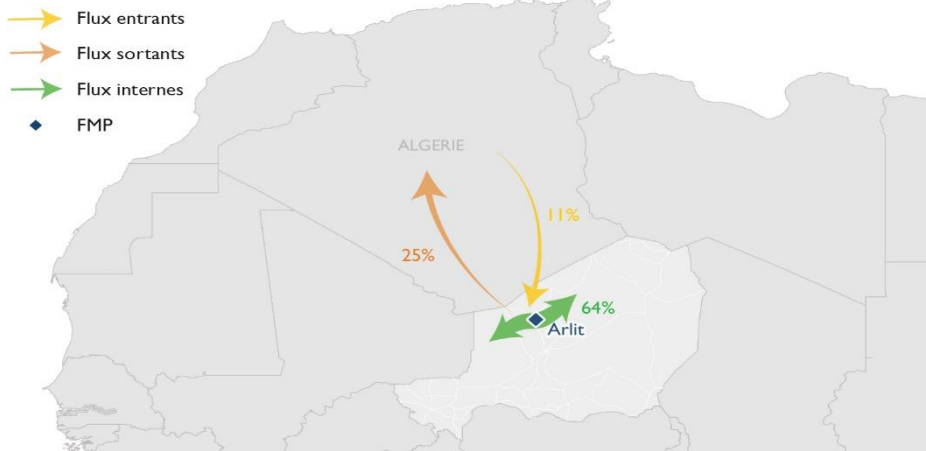 Flux entrants
Flux sortants
Flux internes
FMP
ALGERIE
11%
25%
64%
Arlit